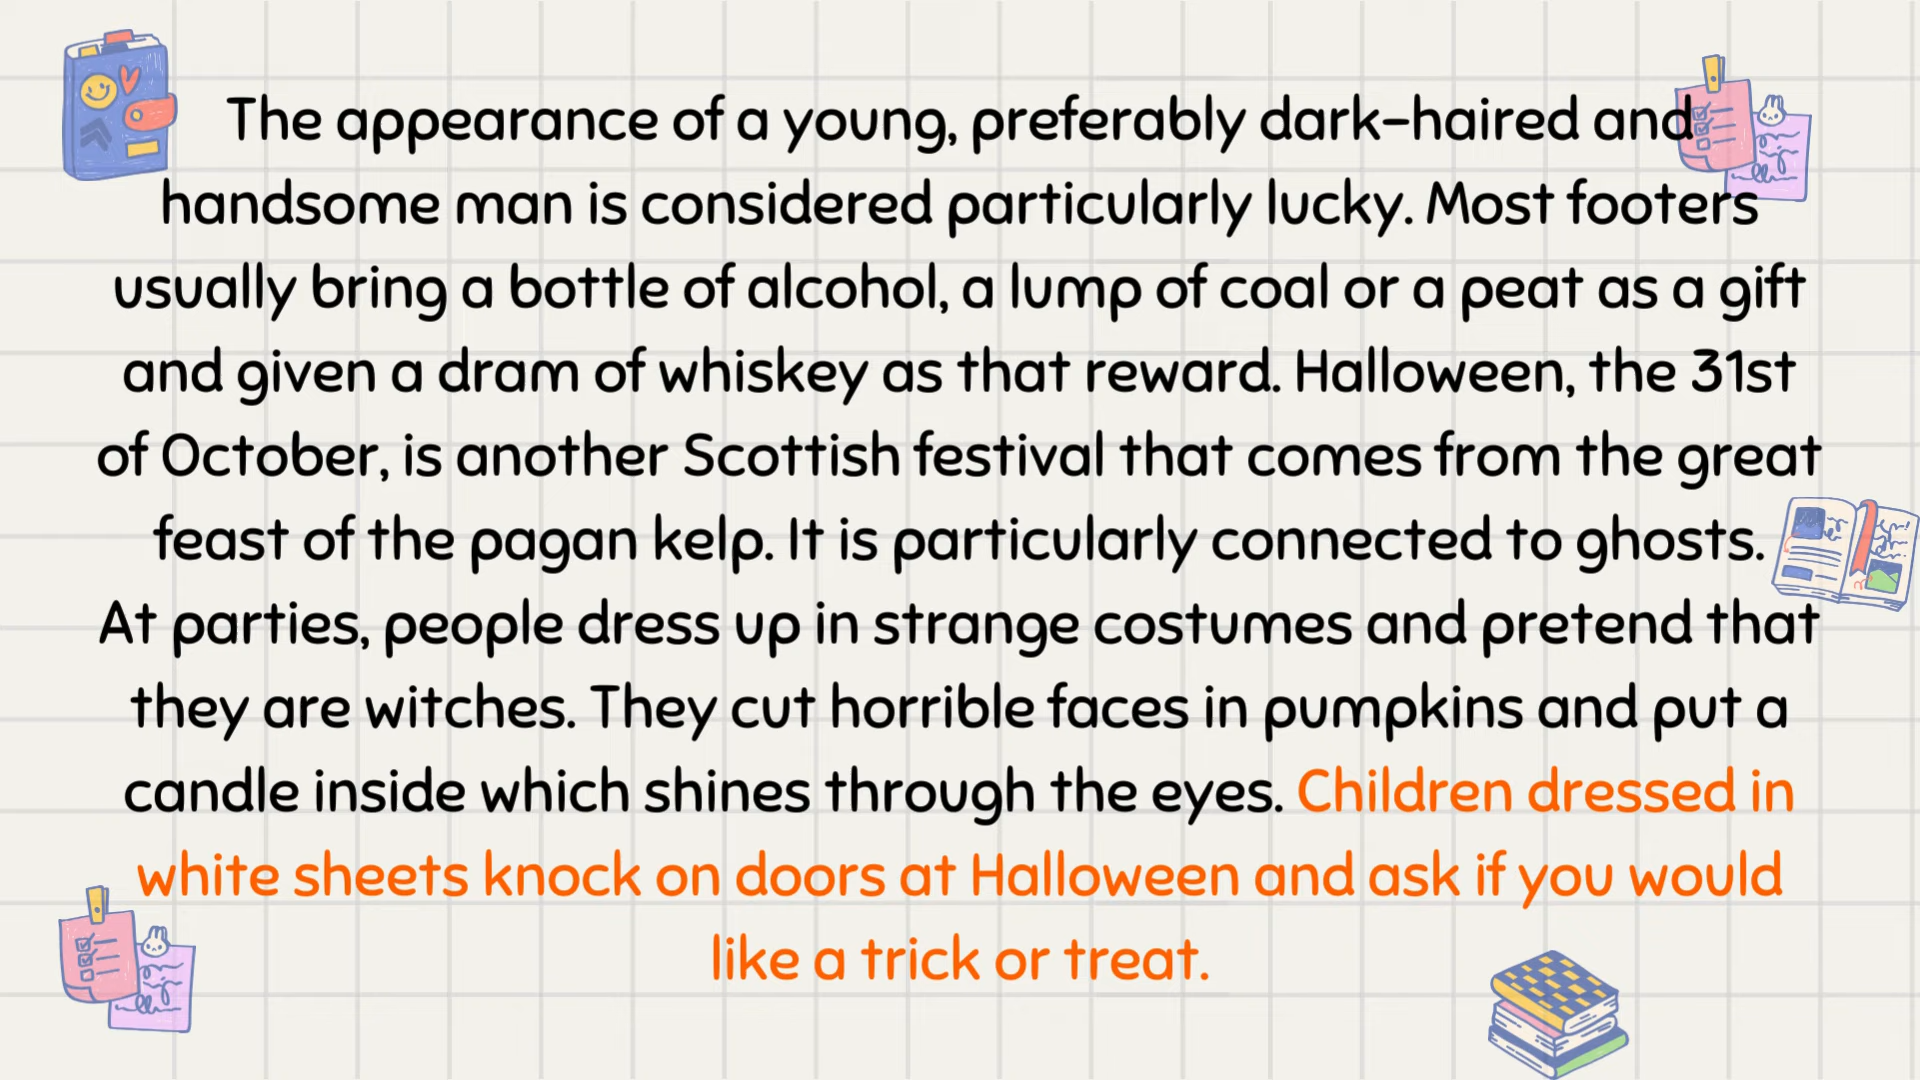 The appearance of a young, preferably dark-haired and
handsome man is considered particularly lucky. Most footers
usually bring a bottle of alcohol, a lump of coal or a peat as a gift
and given a dram of whiskey as that reward. Halloween, the 31st
of October, is another Scottish festival that comes from the great
feast of the pagan kelp. It is particularly connected to ghosts.
At parties, people dress up in strange costumes and pretend that
they are witches. They cut horrible faces in pumpkins and put a
candle inside which shines through the eyes. Children dressed in
white sheets knock on doors at Halloween and ask if you would
like a trick or treat.